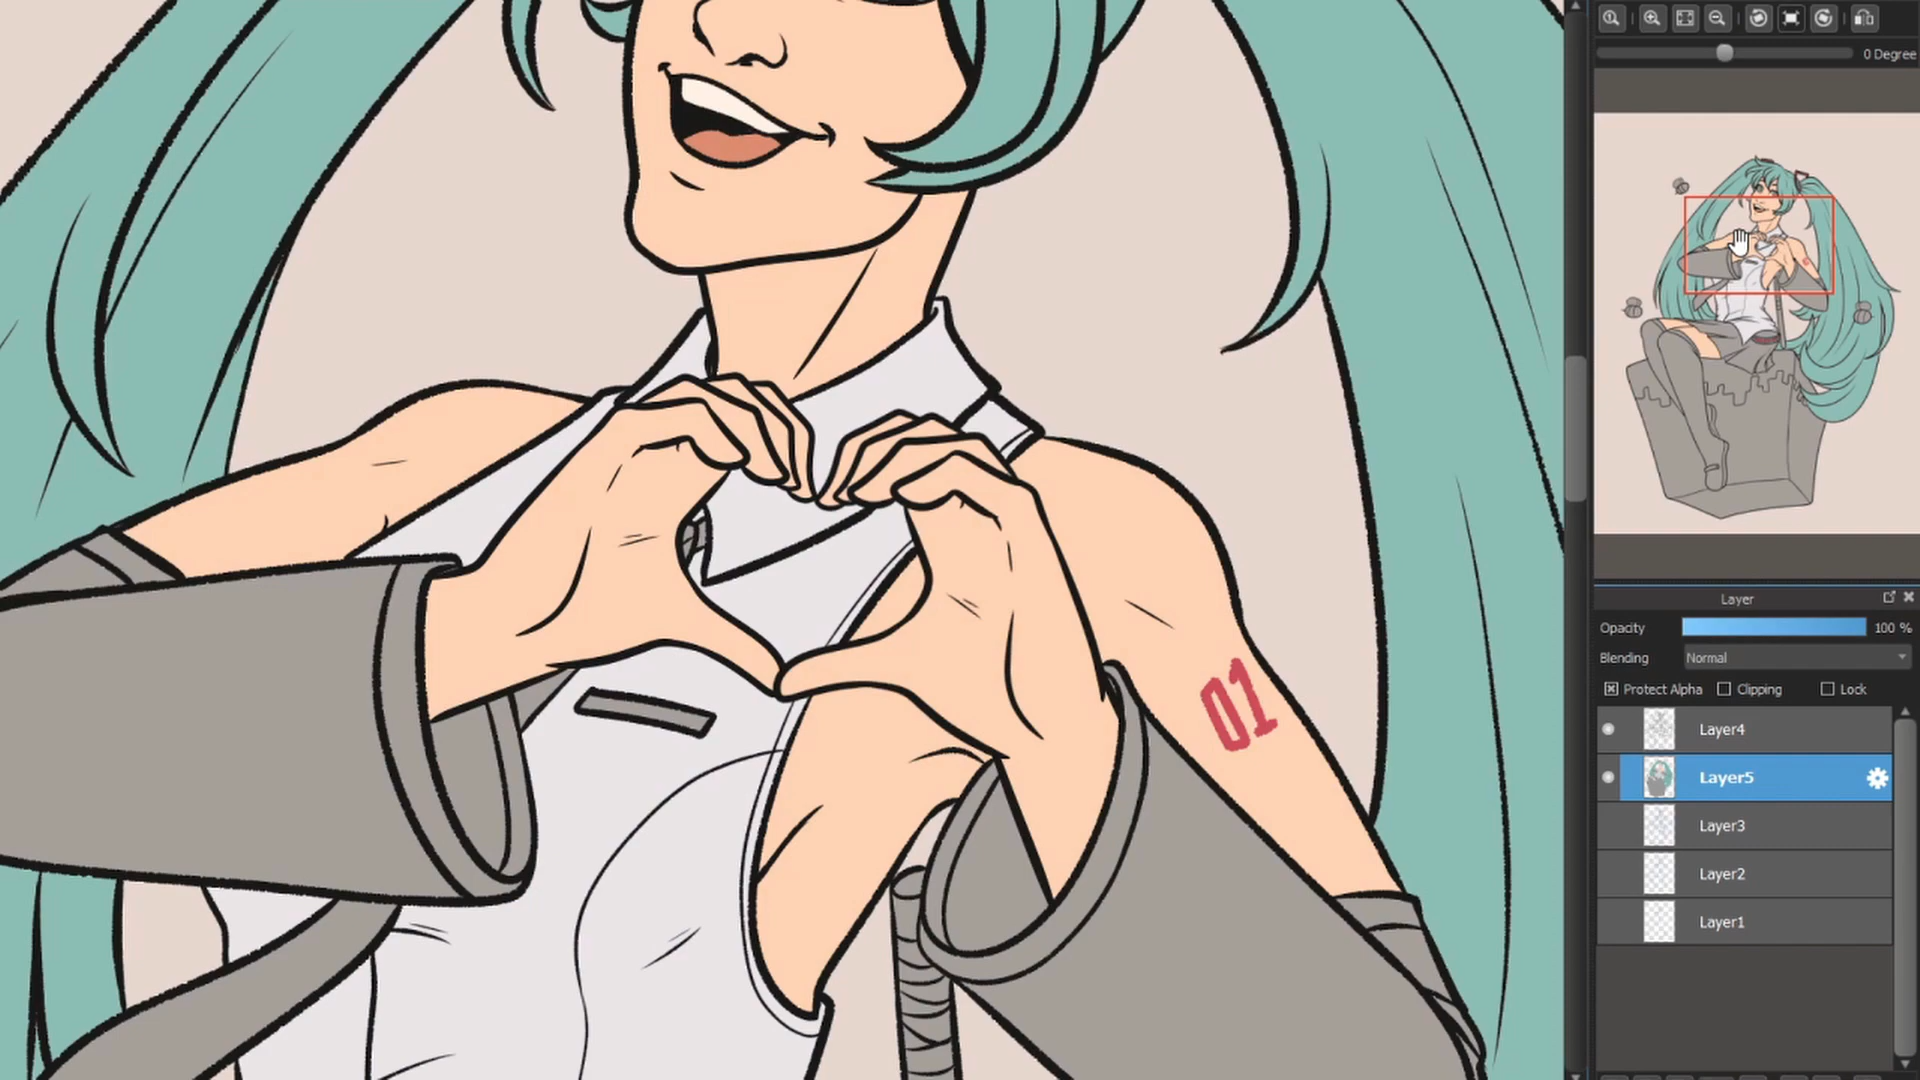 0 Degree
Layer
Opacity 100 %
Blending Normal
Protect Alpha Clipping Lock
Layer4
Layer5
Layer3
Layer2
Layer1
01